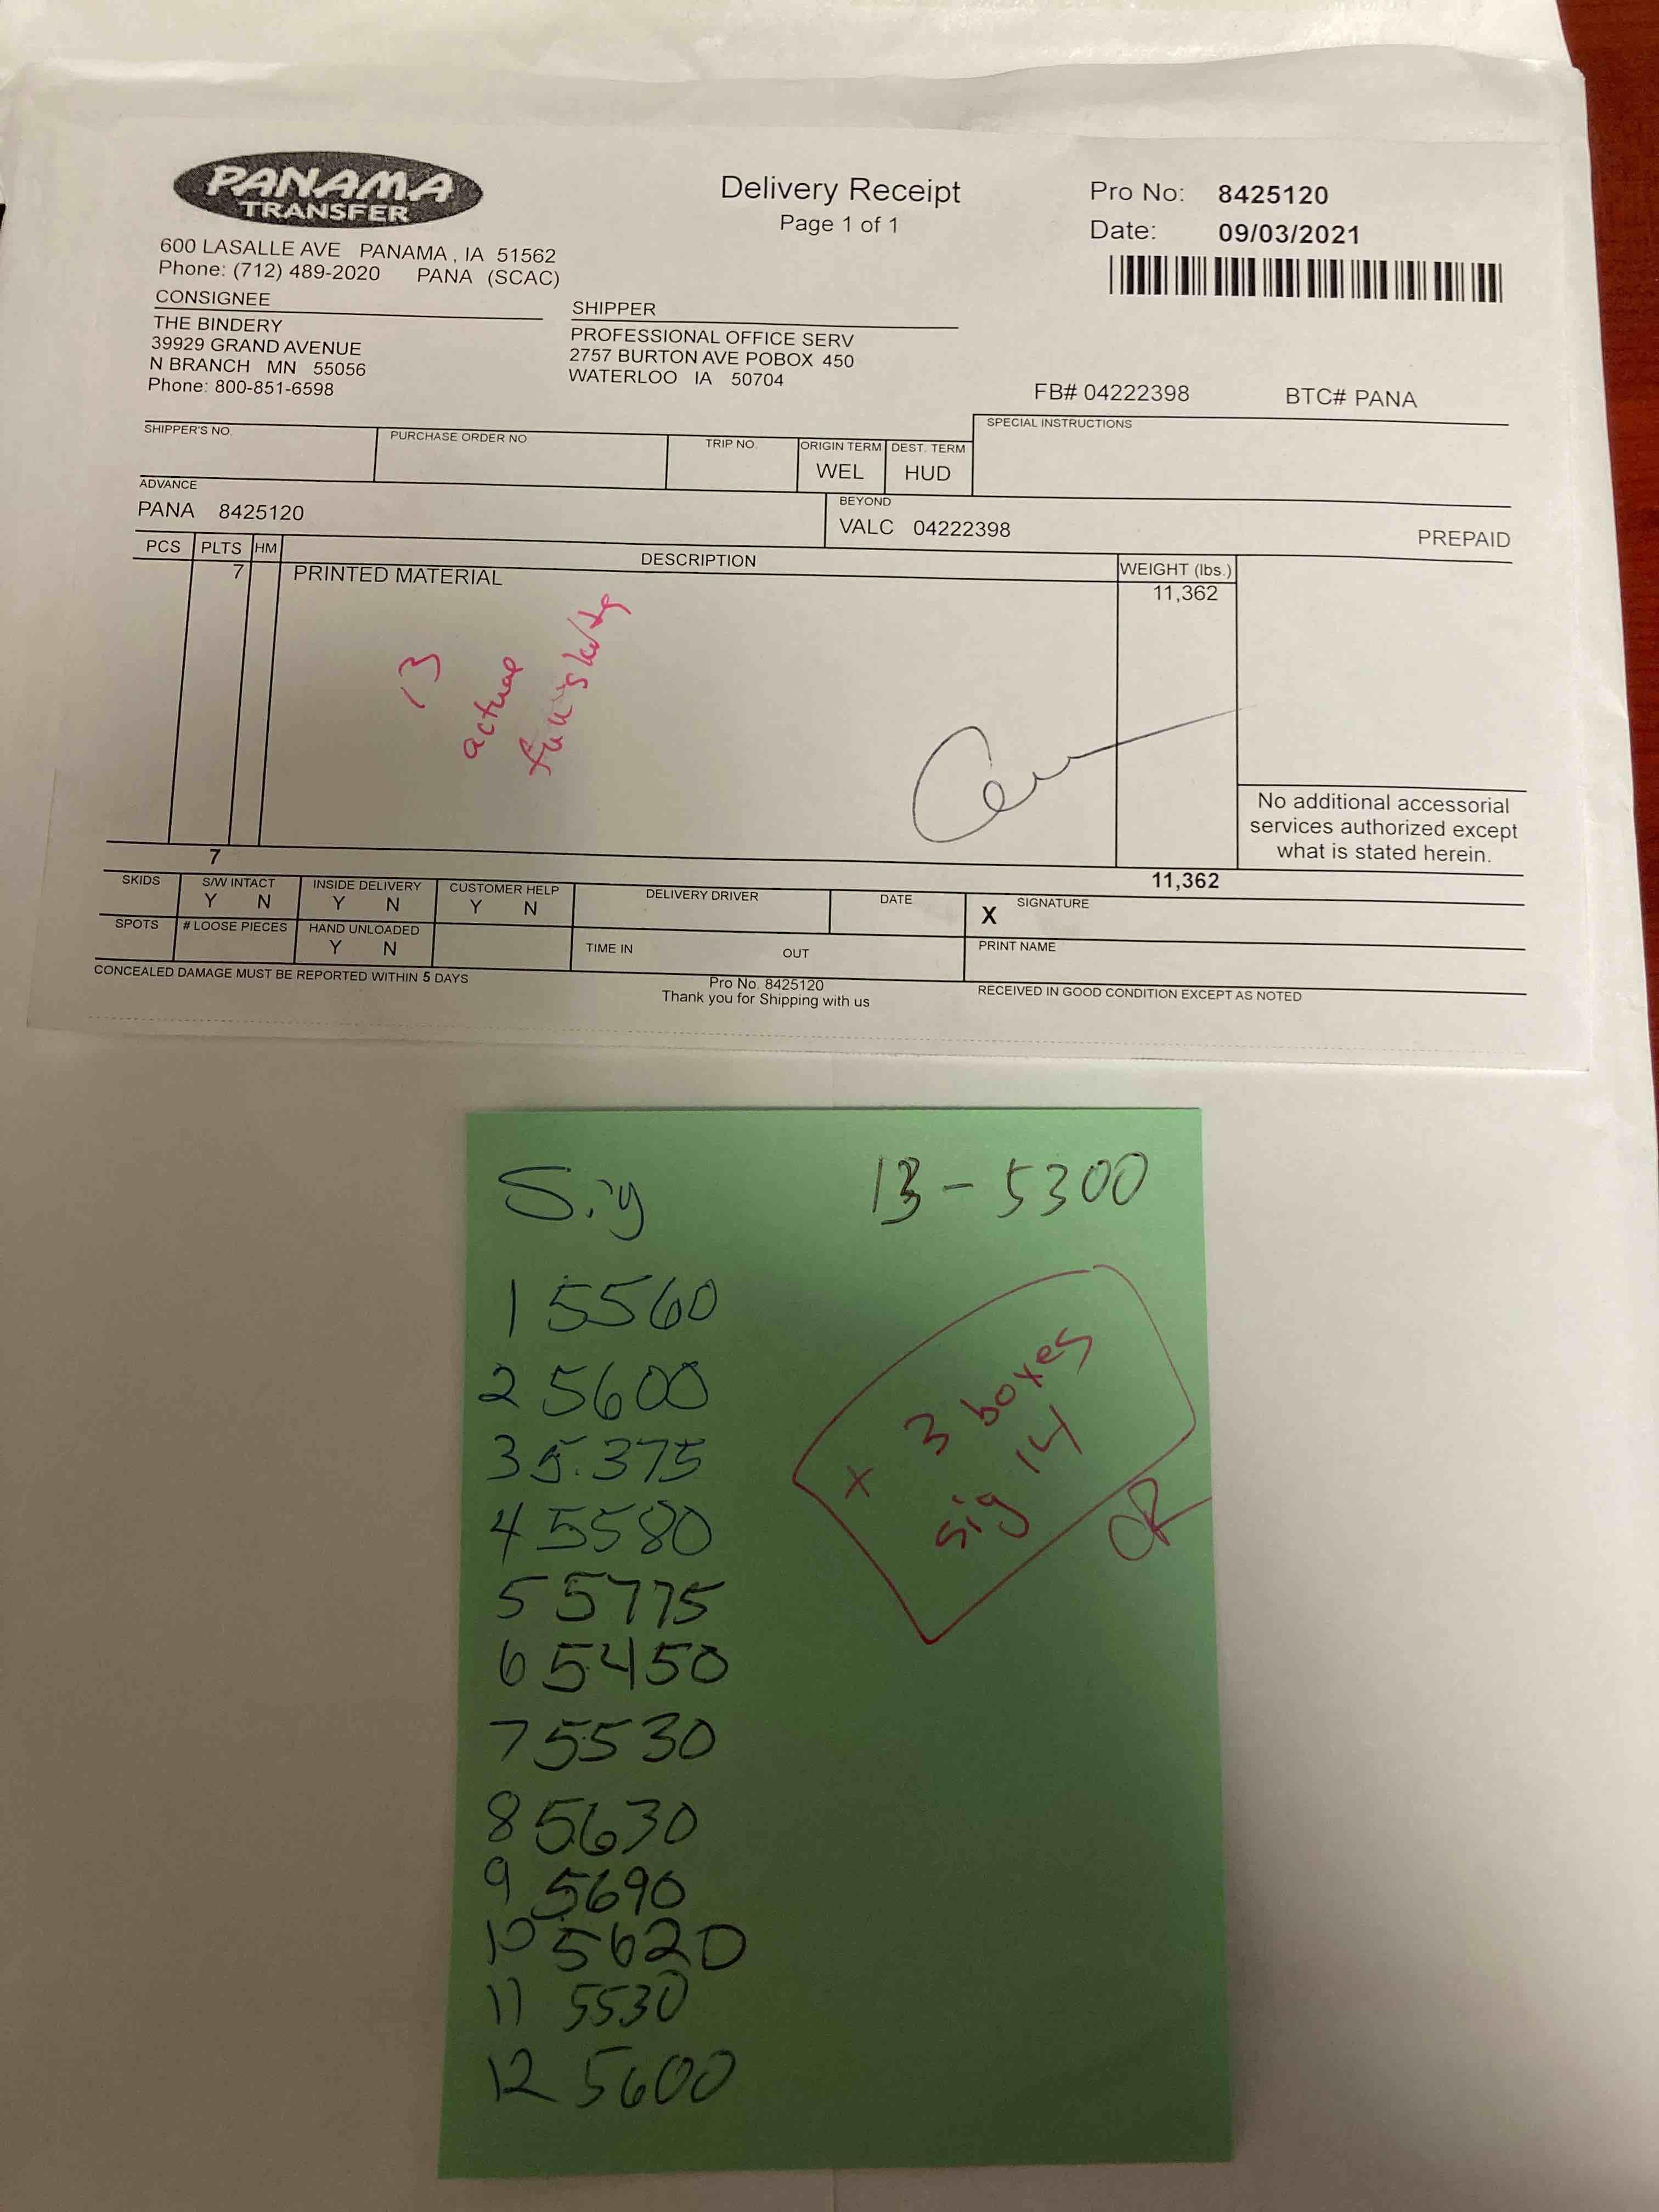 PANAMA
TRANSFER
600 LASALLE AVE PANAMA , IA 51562
Phone: (712) 489-2020 PANA (SCAC)
Delivery Receipt
Page 1 of 1
Pro No: 8425120
Date: 09/03/2021
CONSIGNEE
THE BINDERY
39929 GRAND AVENUE
N BRANCH MN 55056
Phone: 800-851-6598
SHIPPER
PROFESSIONAL OFFICE SERV
2757 BURTON AVE POBOX 450
WATERLOO IA 50704
FB# 04222398 BTC# PANA
SHIPPER'S NO. PURCHASE ORDER NO TRIP NO. ORIGIN TERM DEST. TERM SPECIAL INSTRUCTIONS
WEL HUD
ADVANCE
PANA 8425120
BEYOND
VALC 04222398
PREPAID
PCS PLTS HM DESCRIPTION WEIGHT (lbs.)
7 PRINTED MATERIAL 11,362
13
actual
full skids
No additional accessorial
services authorized except
what is stated herein.
7 11,362
SKIDS S/W INTACT INSIDE DELIVERY CUSTOMER HELP DELIVERY DRIVER DATE SIGNATURE
Y N Y N Y N X
SPOTS # LOOSE PIECES HAND UNLOADED TIME IN OUT PRINT NAME
Y N
CONCEALED DAMAGE MUST BE REPORTED WITHIN 5 DAYS
Pro No. 8425120
Thank you for Shipping with us
RECEIVED IN GOOD CONDITION EXCEPT AS NOTED
Sig 13 - 5300
1 5560
2 5600
3 5.375
4 5580
5 5775
6 5450
7 5530
8 5630
9 5690
10 5620
11 5530
12 5600
x 3 boxes
sig 14
OR